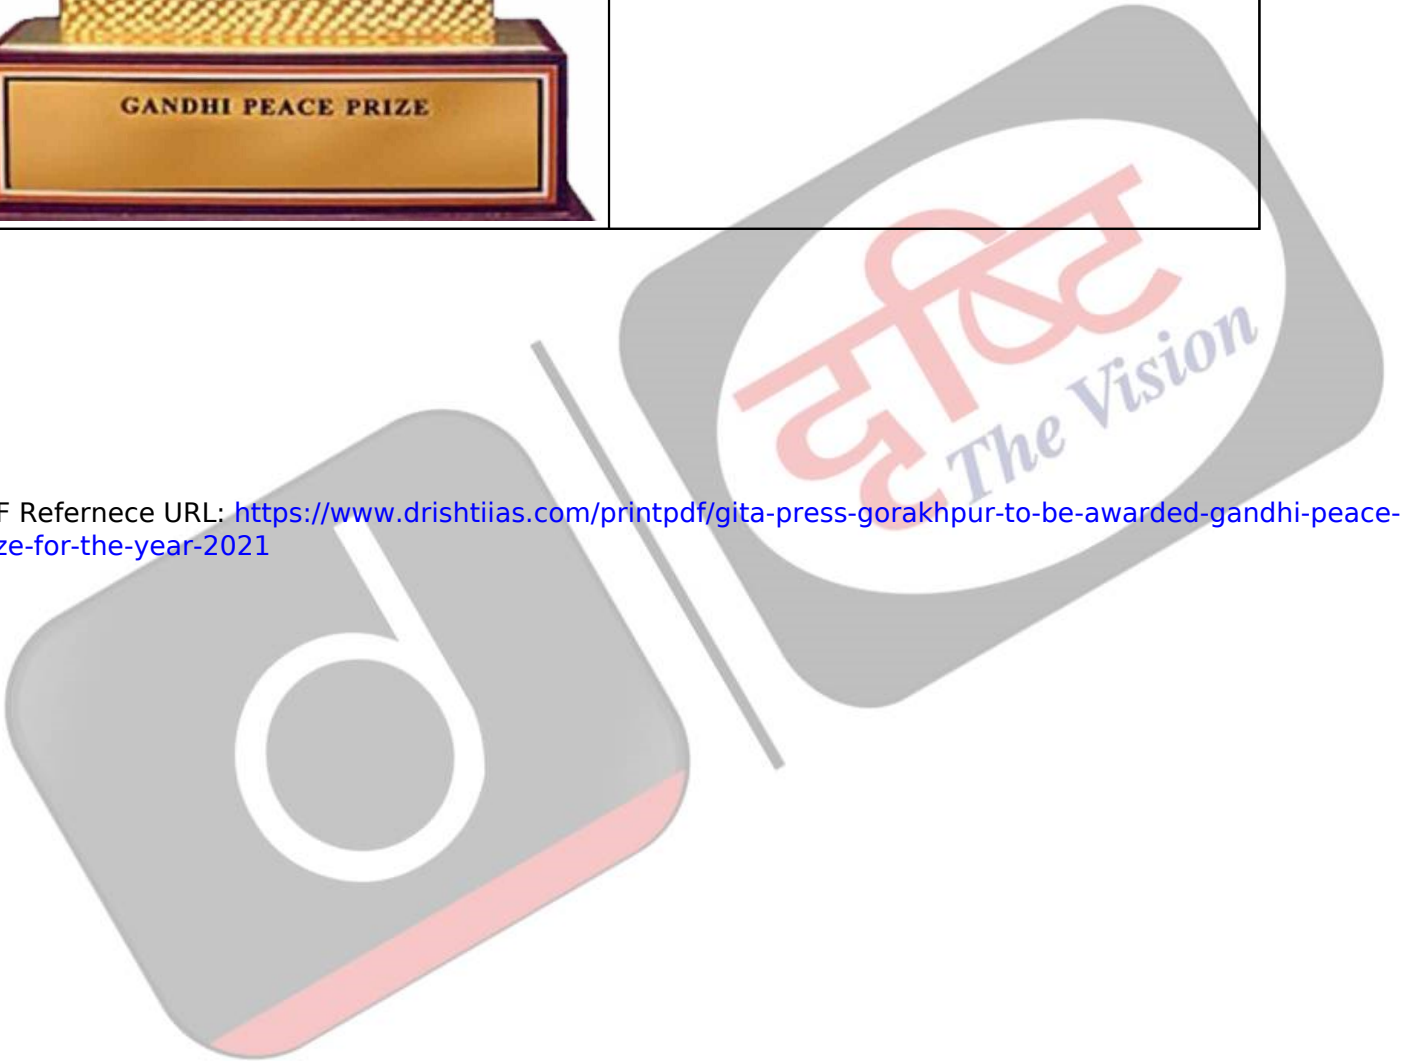 GANDHI PEACE PRIZE
दृष्टि
The Vision
F Refernece URL: https://www.drishtiias.com/printpdf/gita-press-gorakhpur-to-be-awarded-gandhi-peace-
ze-for-the-year-2021
d